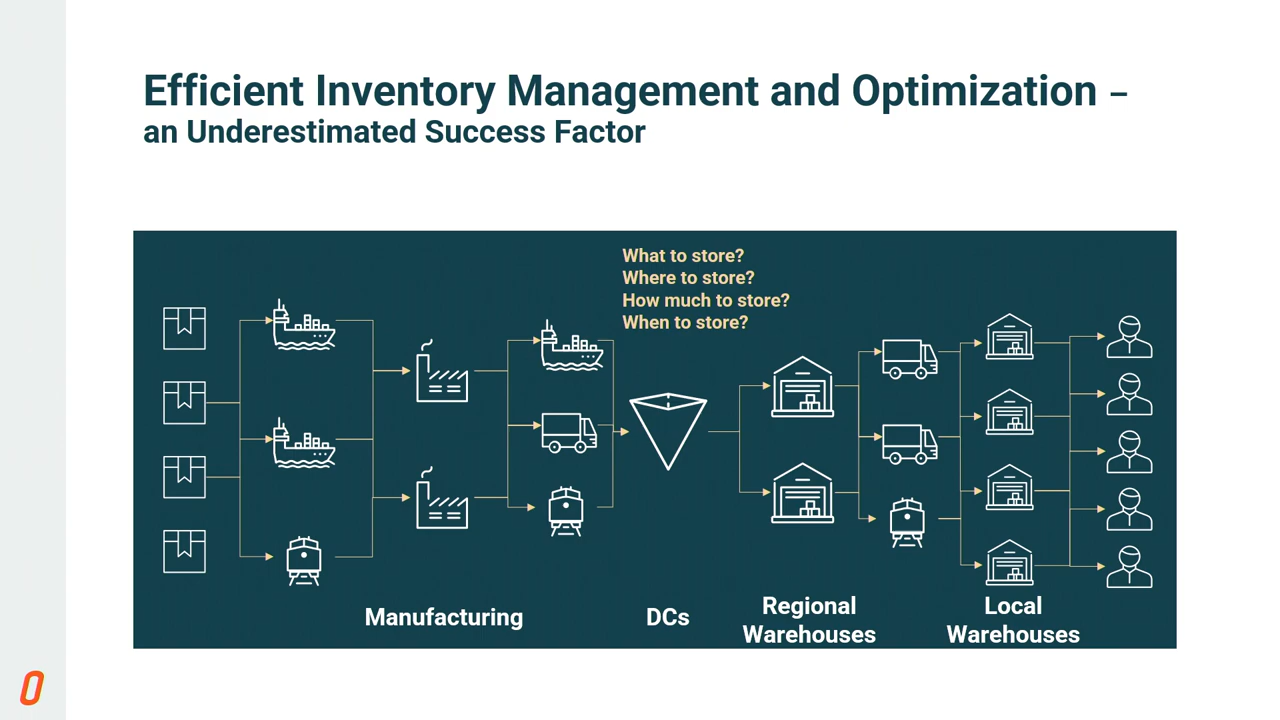 Efficient Inventory Management and Optimization –
an Underestimated Success Factor
What to store?
Where to store?
How much to store?
When to store?
Manufacturing
DCs
Regional
Warehouses
Local
Warehouses